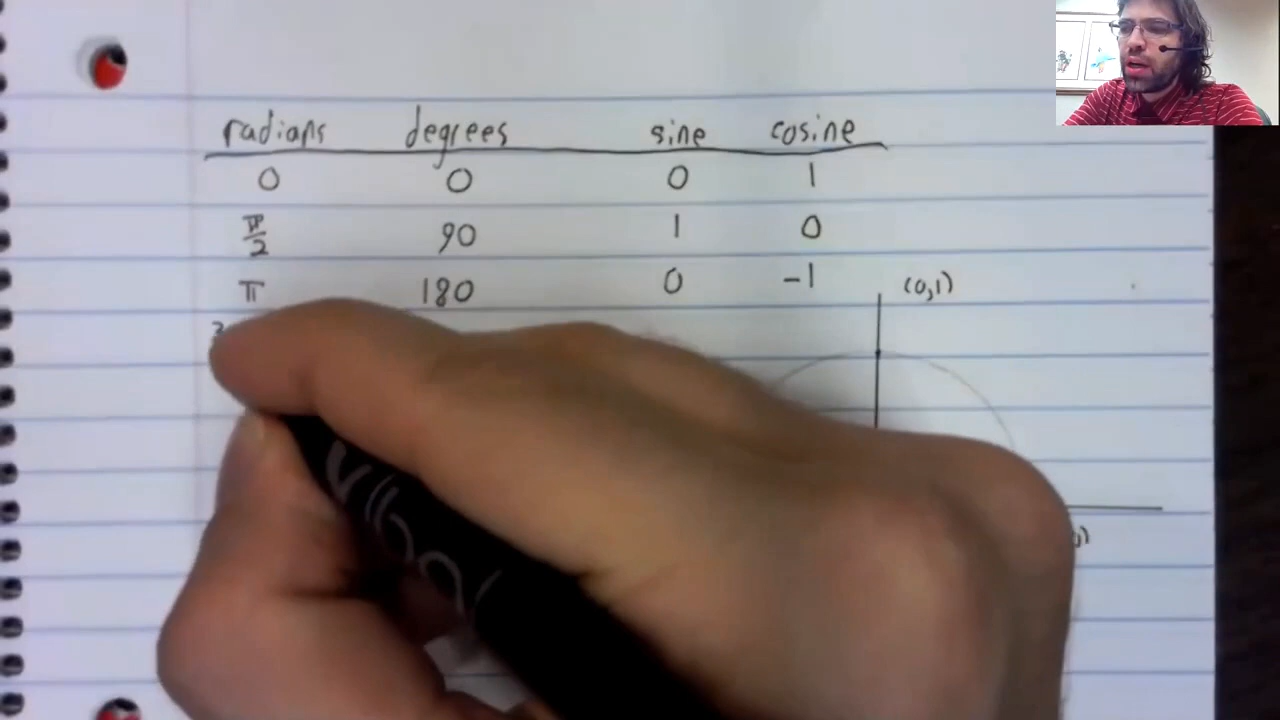 radians degrees sine cosine
0 0 0 1
π/2 90 1 0
π 180 0 -1
(0,1)